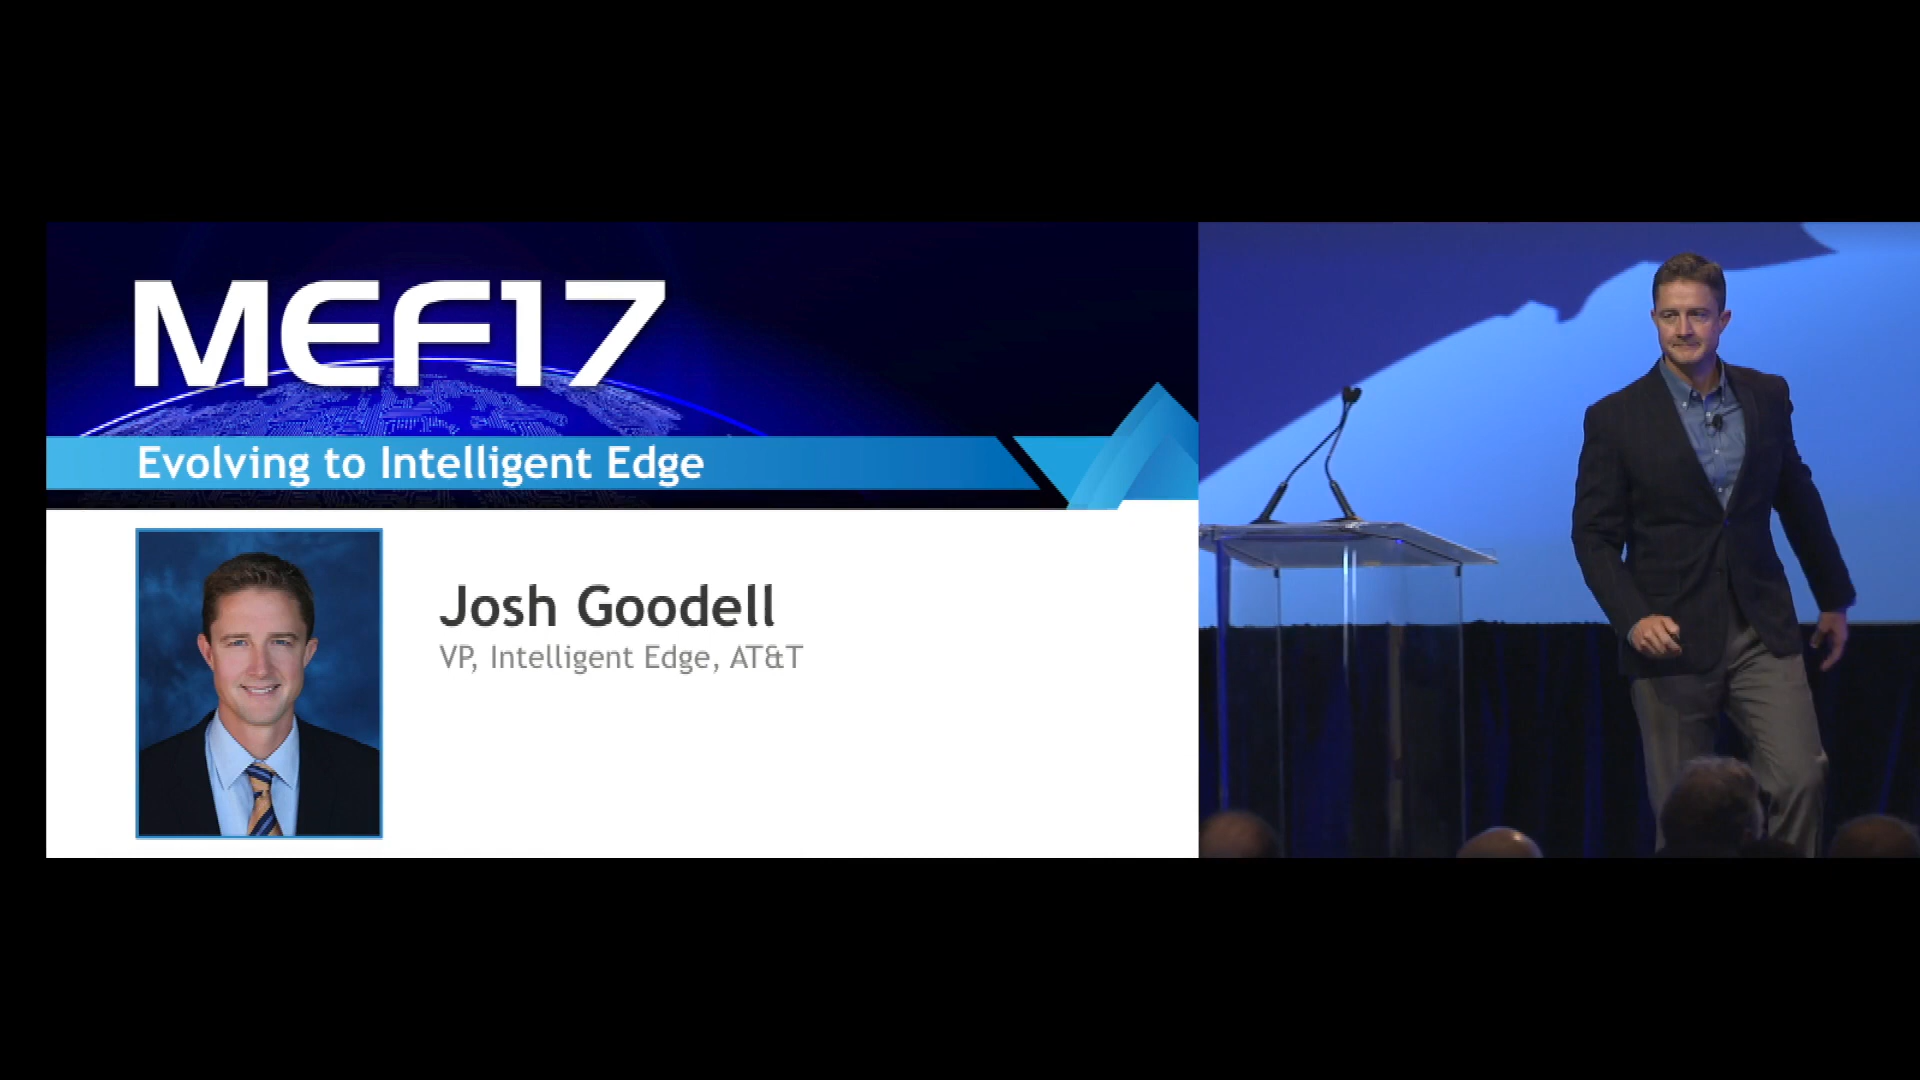 MEF17
Evolving to Intelligent Edge
Josh Goodell
VP, Intelligent Edge, AT&T